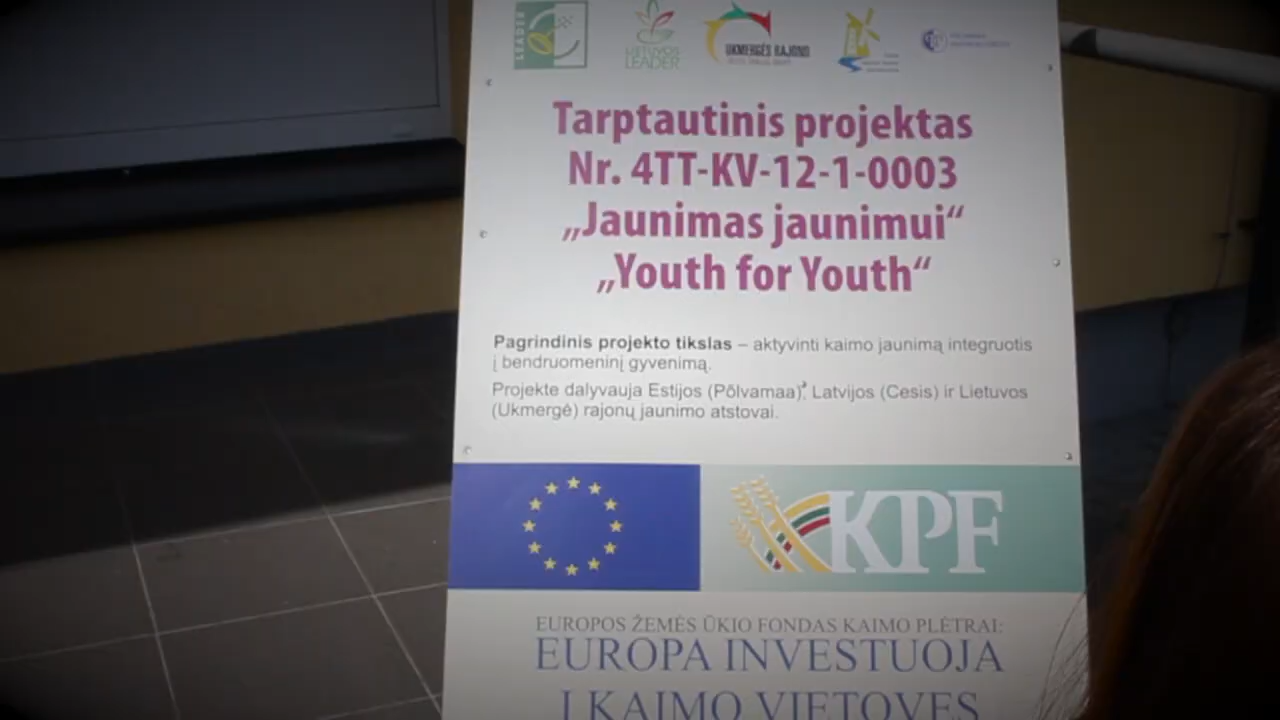 LEADER
LIETUVOS
LEADER
UKMERGĖS RAJONO
Tarptautinis projektas
Nr. 4TT-KV-12-1-0003
„Jaunimas jaunimui“
„Youth for Youth“
Pagrindinis projekto tikslas – aktyvinti kaimo jaunimą integruotis
į bendruomeninį gyvenimą.
Projekte dalyvauja Estijos (Põlvamaa), Latvijos (Cesis) ir Lietuvos
(Ukmergė) rajonų jaunimo atstovai.
KPF
EUROPOS ŽEMĖS ŪKIO FONDAS KAIMO PLĖTRAI:
EUROPA INVESTUOJA
Į KAIMO VIETOVES